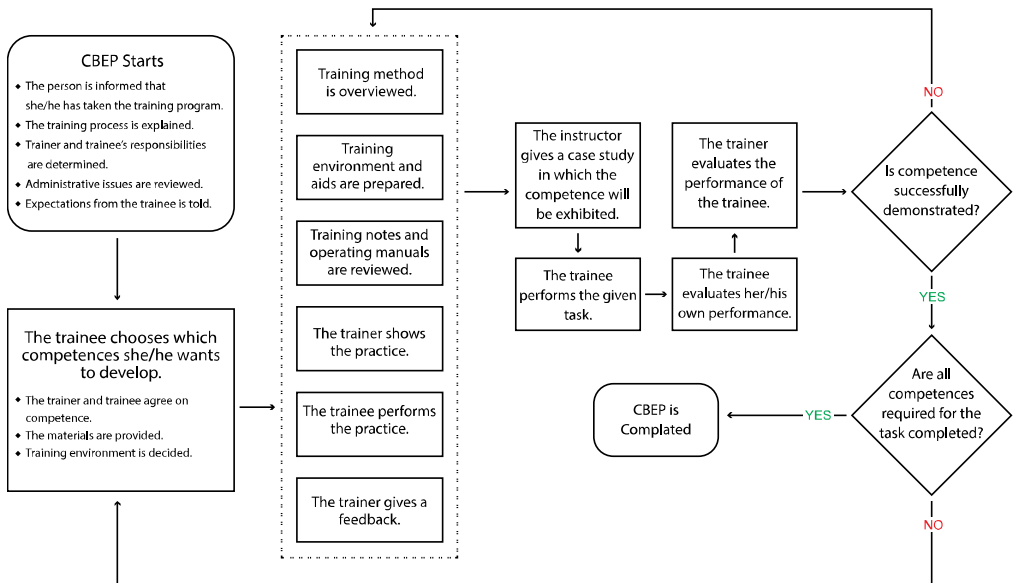 CBEP Starts
◆ The person is informed that
she/he has taken the training program.
◆ The training process is explained.
◆ Trainer and trainee's responsibilities
are determined.
◆ Administrative issues are reviewed.
◆ Expectations from the trainee is told.
The trainee chooses which
competences she/he wants
to develop.
◆ The trainer and trainee agree on
competence.
◆ The materials are provided.
◆ Training environment is decided.
Training method
is overviewed.
Training
environment and
aids are prepared.
Training notes and
operating manuals
are reviewed.
The trainer shows
the practice.
The trainee performs
the practice.
The trainer gives a
feedback.
The instructor
gives a case study
in which the
competence will
be exhibited.
The trainee
performs the given
task.
The trainee
evaluates her/his
own performance.
The trainer
evaluates the
performance of
the trainee.
Is competence
successfully
demonstrated?
NO
YES
Are all
competences
required for the
task completed?
YES
NO
CBEP is
Complated